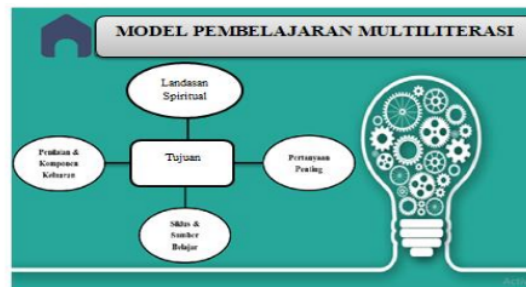 MODEL PEMBELAJARAN MULTILITERASI
Landasan
Spiritual
Penilaian &
Komponen
Keluaran
Tujuan
Pertanyaan
Penting
Siklus &
Sumber
Belajar